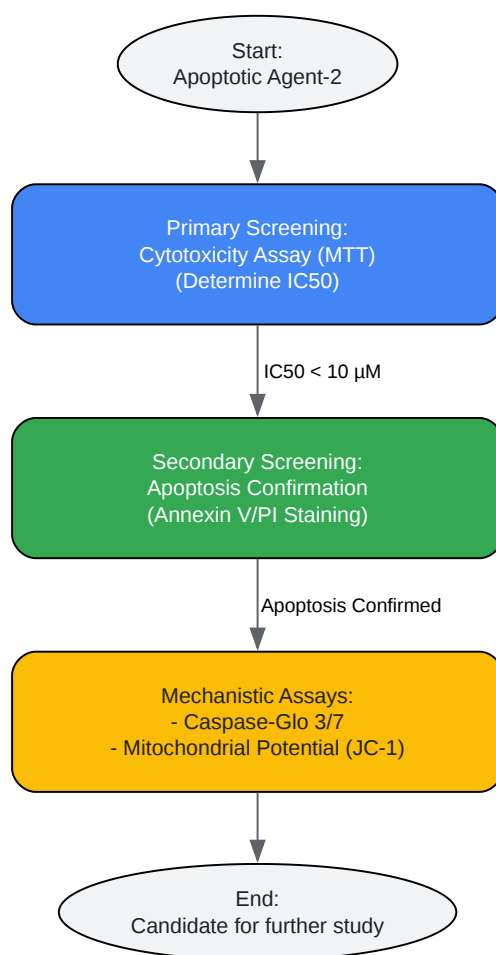 Start:
Apoptotic Agent-2
Primary Screening:
Cytotoxicity Assay (MTT)
(Determine IC50)
IC50 < 10 µM
Secondary Screening:
Apoptosis Confirmation
(Annexin V/PI Staining)
Apoptosis Confirmed
Mechanistic Assays:
- Caspase-Glo 3/7
- Mitochondrial Potential (JC-1)
End:
Candidate for further study